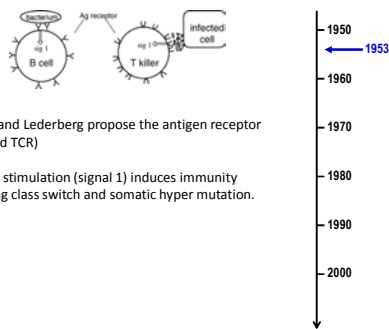 bacterium
Ag receptor
infected
cell
sig 1
B cell
sig 1
T killer
and Lederberg propose the antigen receptor
d TCR)
stimulation (signal 1) induces immunity
g class switch and somatic hyper mutation.
1950
1953
1960
1970
1980
1990
2000